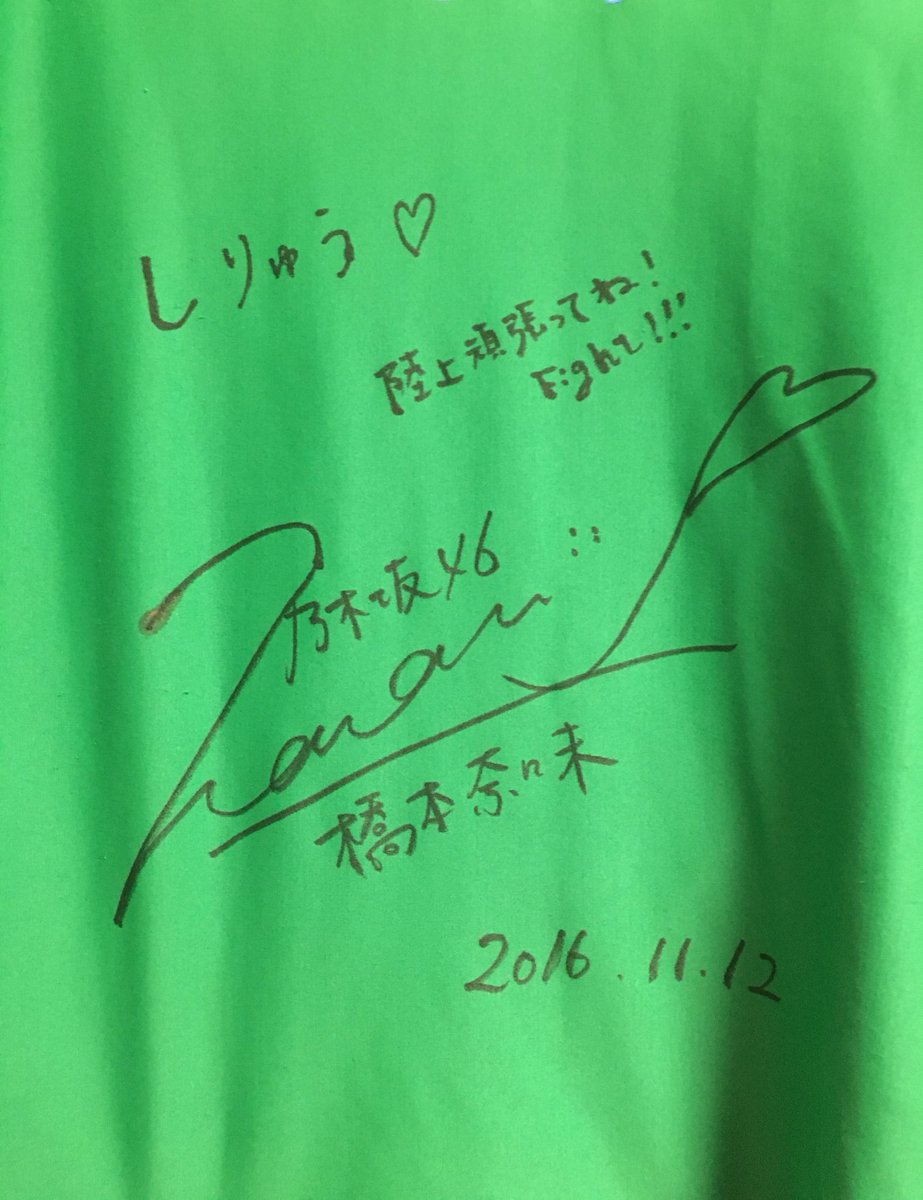 しりゅう♡
陸上頑張ってね!
Fight!!!
乃木坂46
Nanami
橋本奈々未
2016.11.12